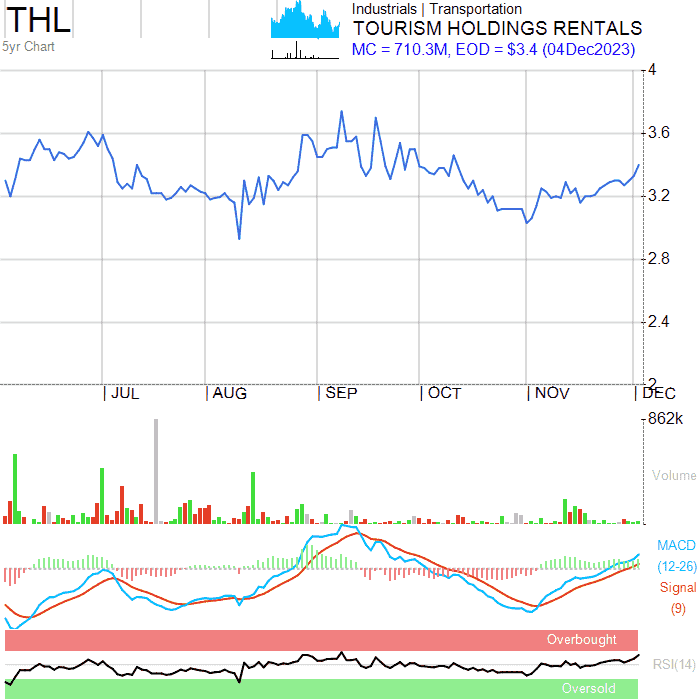 THL
5yr Chart
Industrials | Transportation
TOURISM HOLDINGS RENTALS
MC = 710.3M, EOD = $3.4 (04Dec2023)
4
3.6
3.2
2.8
2.4
2
| JUL | AUG | SEP | OCT | NOV | DEC
862k
Volume
MACD
(12-26)
Signal
(9)
Overbought
RSI(14)
Oversold